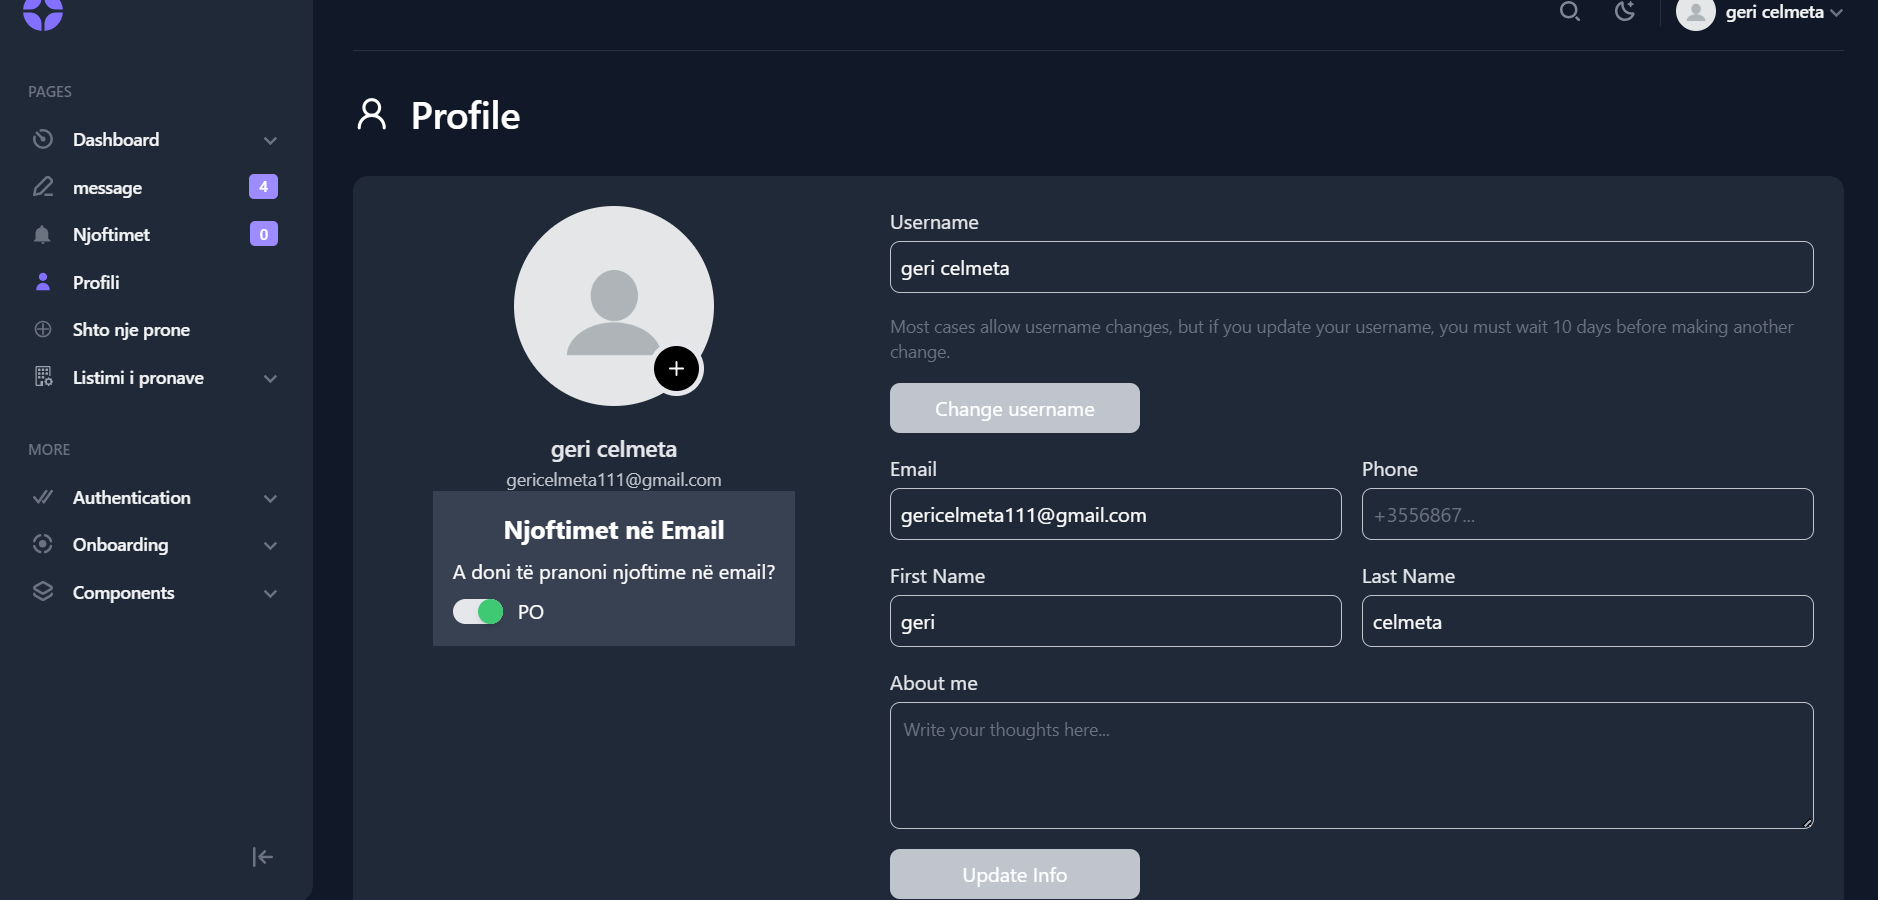 geri celmeta
PAGES
Dashboard
message 4
Njoftimet 0
Profili
Shto nje prone
Listimi i pronave
MORE
Authentication
Onboarding
Components
Profile
geri celmeta
gericelmeta111@gmail.com
Njoftimet në Email
A doni të pranoni njoftime në email?
PO
Username
geri celmeta
Most cases allow username changes, but if you update your username, you must wait 10 days before making another
change.
Change username
Email
gericelmeta111@gmail.com
Phone
+3556867...
First Name
geri
Last Name
celmeta
About me
Write your thoughts here...
Update Info